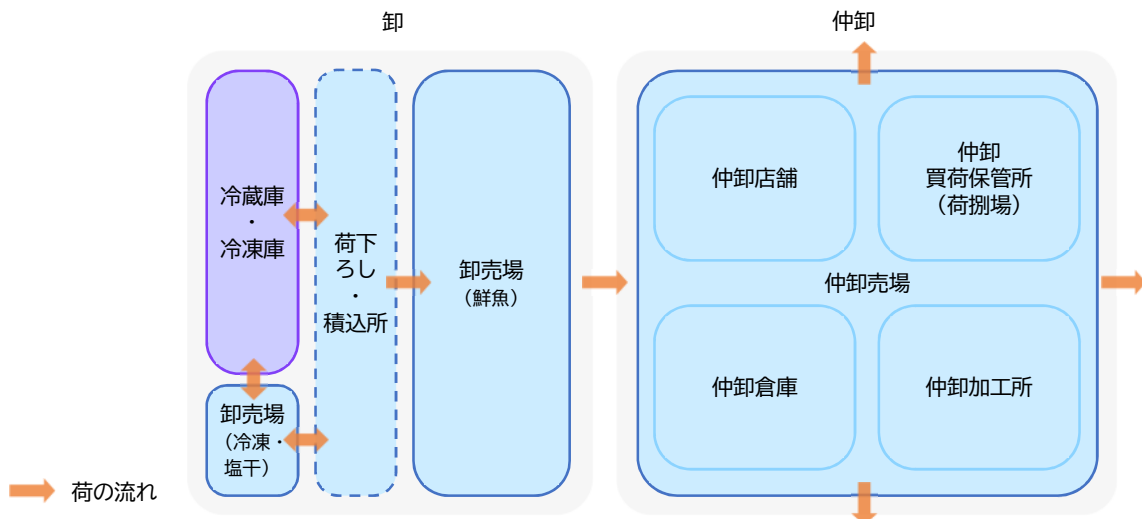 卸
仲卸
冷蔵庫
・
冷凍庫
荷下
ろし
・
積込所
卸売場
（鮮魚）
卸売場
（冷凍・
塩干）
仲卸店舗
仲卸
買荷保管所
（荷捌場）
仲卸売場
仲卸倉庫
仲卸加工所
荷の流れ